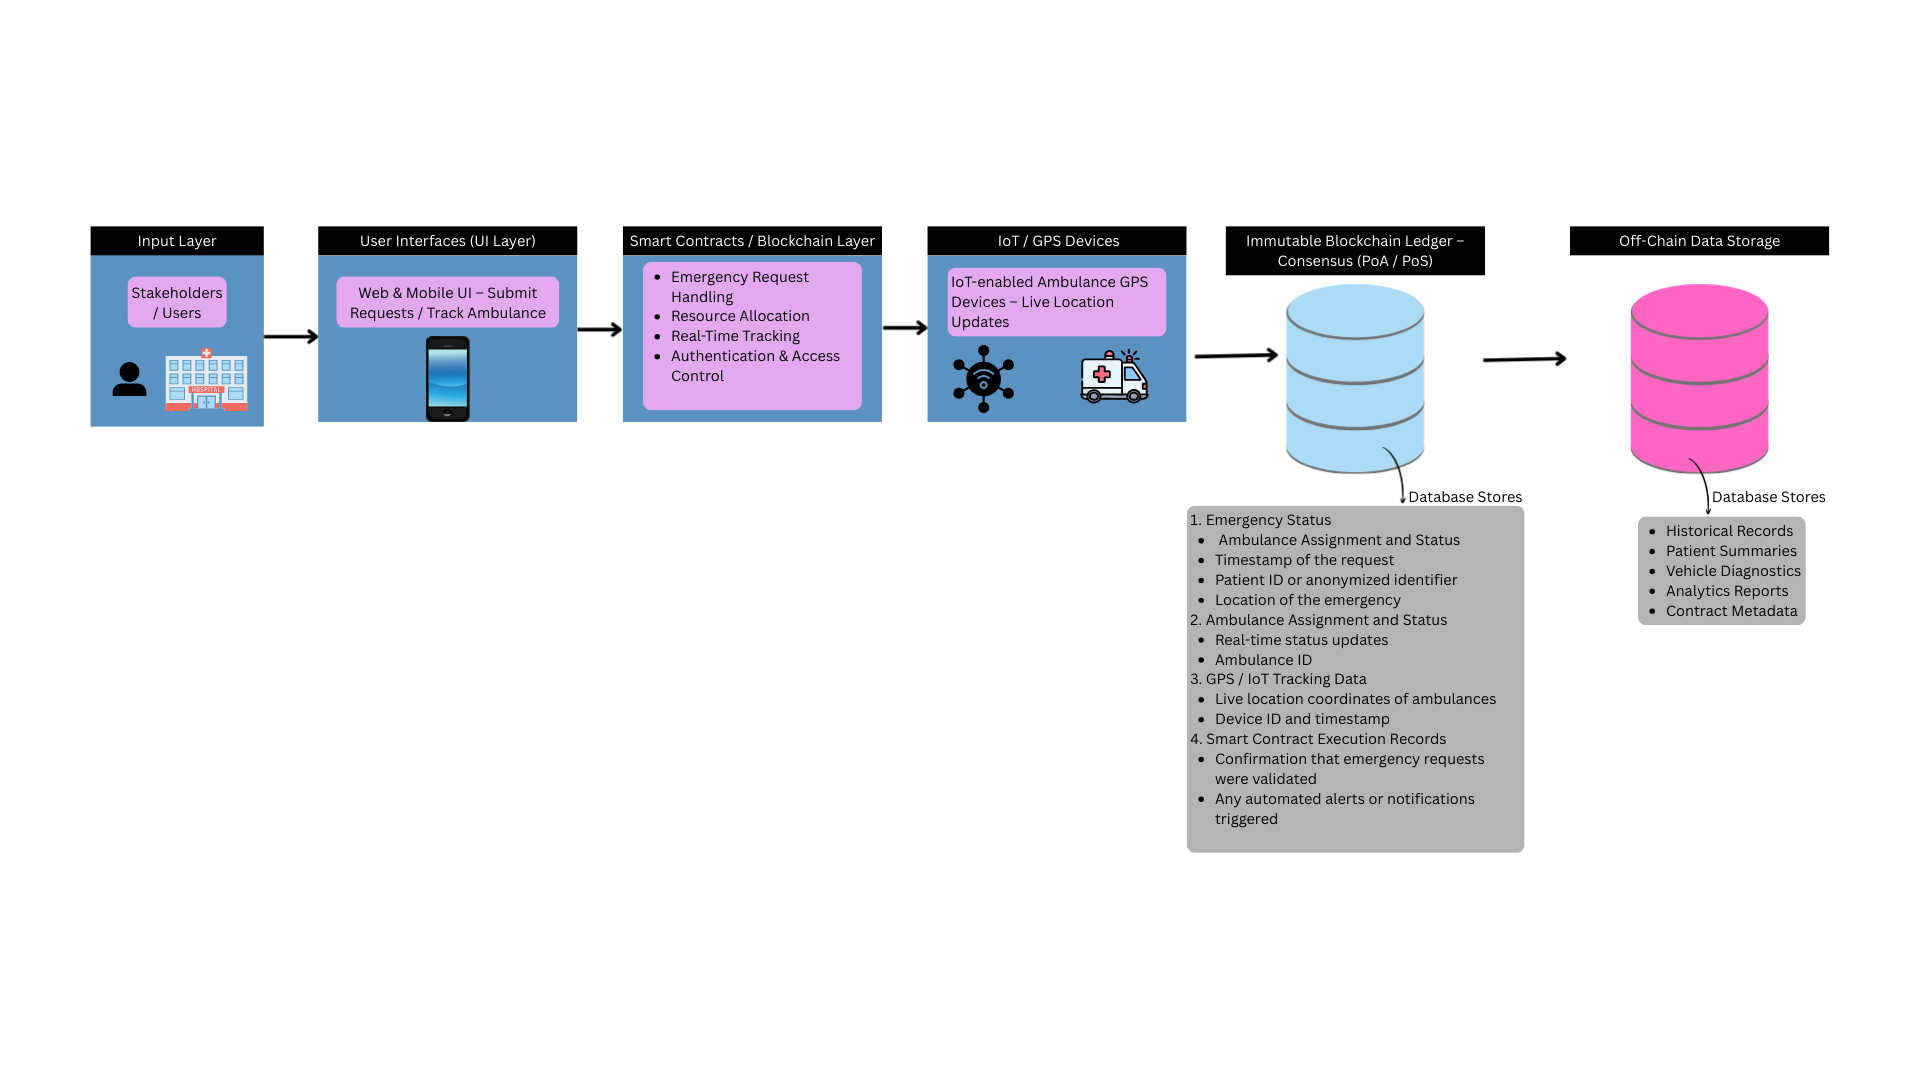 Input Layer
Stakeholders
/ Users
HOSPITAL
User Interfaces (UI Layer)
Web & Mobile UI – Submit
Requests / Track Ambulance
Smart Contracts / Blockchain Layer
• Emergency Request
Handling
• Resource Allocation
• Real-Time Tracking
• Authentication & Access
Control
IoT / GPS Devices
IoT-enabled Ambulance GPS
Devices – Live Location
Updates
Immutable Blockchain Ledger –
Consensus (PoA / PoS)
Database Stores
1. Emergency Status
• Ambulance Assignment and Status
• Timestamp of the request
• Patient ID or anonymized identifier
• Location of the emergency
2. Ambulance Assignment and Status
• Real-time status updates
• Ambulance ID
3. GPS / IoT Tracking Data
• Live location coordinates of ambulances
• Device ID and timestamp
4. Smart Contract Execution Records
• Confirmation that emergency requests
were validated
• Any automated alerts or notifications
triggered
Off-Chain Data Storage
Database Stores
• Historical Records
• Patient Summaries
• Vehicle Diagnostics
• Analytics Reports
• Contract Metadata